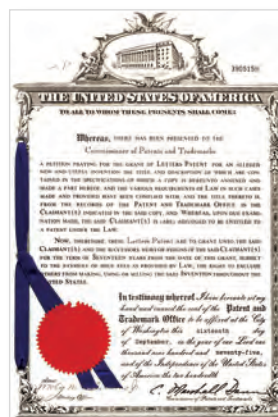 THE UNITED STATES OF AMERICA
TO ALL TO WHOM THESE PRESENTS SHALL COME:
Whereas, THERE HAS BEEN PRESENTED TO THE
Commissioner of Patents and Trademarks
A PETITION PRAYING FOR THE GRANT OF LETTERS PATENT FOR AN ALLEGED
NEW AND USEFUL INVENTION THE TITLE AND DESCRIPTION OF WHICH ARE CON-
TAINED IN THE SPECIFICATION OF WHICH A COPY IS HEREUNTO ANNEXED AND
MADE A PART HEREOF, AND THE VARIOUS REQUIREMENTS OF LAW IN SUCH CASES
MADE AND PROVIDED HAVE BEEN COMPLIED WITH, AND THE TITLE THERETO IS,
FROM THE RECORDS OF THE PATENT AND TRADEMARK OFFICE IN THE
CLAIMANT(S) INDICATED IN THE SAID COPY, AND WHEREAS, UPON DUE EXAMI-
NATION MADE, THE SAID CLAIMANT(S) IS (ARE) ADJUDGED TO BE ENTITLED TO
A PATENT UNDER THE LAW.
NOW, THEREFORE, THESE Letters Patent ARE TO GRANT UNTO THE SAID
CLAIMANT(S) AND THE SUCCESSORS, HEIRS OR ASSIGNS OF THE SAID CLAIMANT(S)
FOR THE TERM OF SEVENTEEN YEARS FROM THE DATE OF THIS GRANT, SUBJECT
TO THE PAYMENT OF ISSUE FEES AS PROVIDED BY LAW, THE RIGHT TO EXCLUDE
OTHERS FROM MAKING, USING OR SELLING THE SAID INVENTION THROUGHOUT THE
UNITED STATES.
In testimony whereof I have hereunto set my
hand and caused the seal of the Patent and
Trademark Office to be affixed at the City
of Washington this sixteenth day
of September, in the year of our Lord one
thousand nine hundred and seventy-five,
and of the Independence of the United States
of America the two hundredth
Attesting Officer
Commissioner of Patents and Trademarks